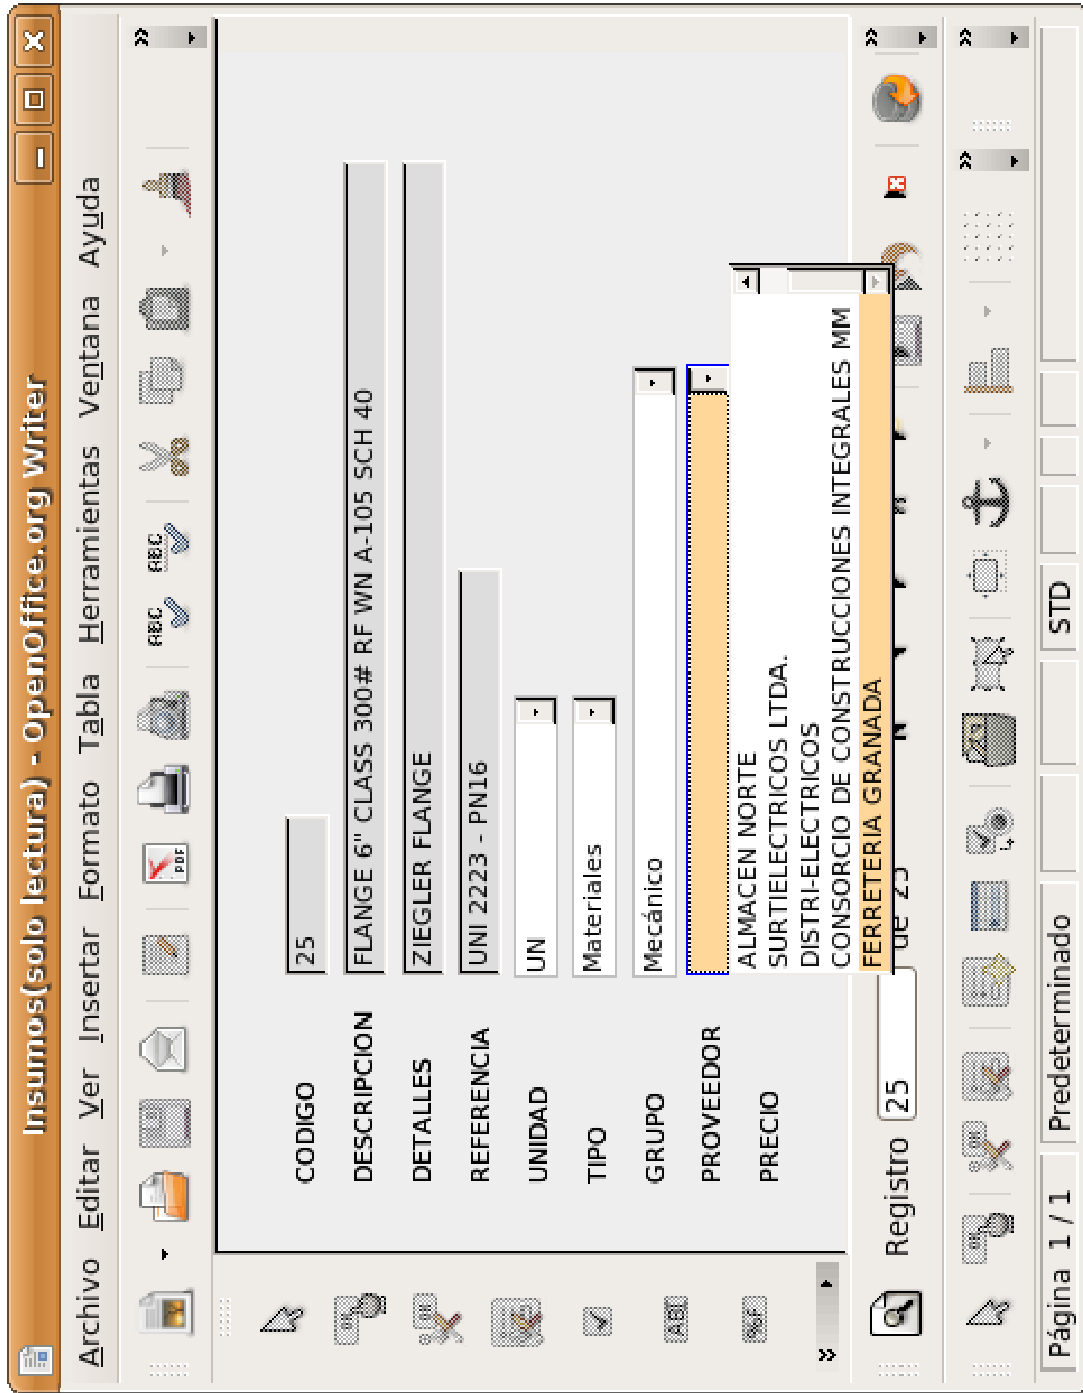 Insumos(solo lectura) - OpenOffice.org Writer
Archivo Editar Ver Insertar Formato Tabla Herramientas Ventana Ayuda
PDF ABC ABC
CODIGO 25
DESCRIPCION FLANGE 6" CLASS 300# RF WN A-105 SCH 40
DETALLES ZIEGLER FLANGE
REFERENCIA UNI 2223 - PN16
UNIDAD UN
TIPO Materiales
GRUPO Mecánico
PROVEEDOR
ALMACEN NORTE
PRECIO
SURTIELECTRICOS LTDA.
DISTRI-ELECTRICOS
CONSORCIO DE CONSTRUCCIONES INTEGRALES MM
FERRETERIA GRANADA
Registro 25 de 25
Página 1 / 1 Predeterminado STD